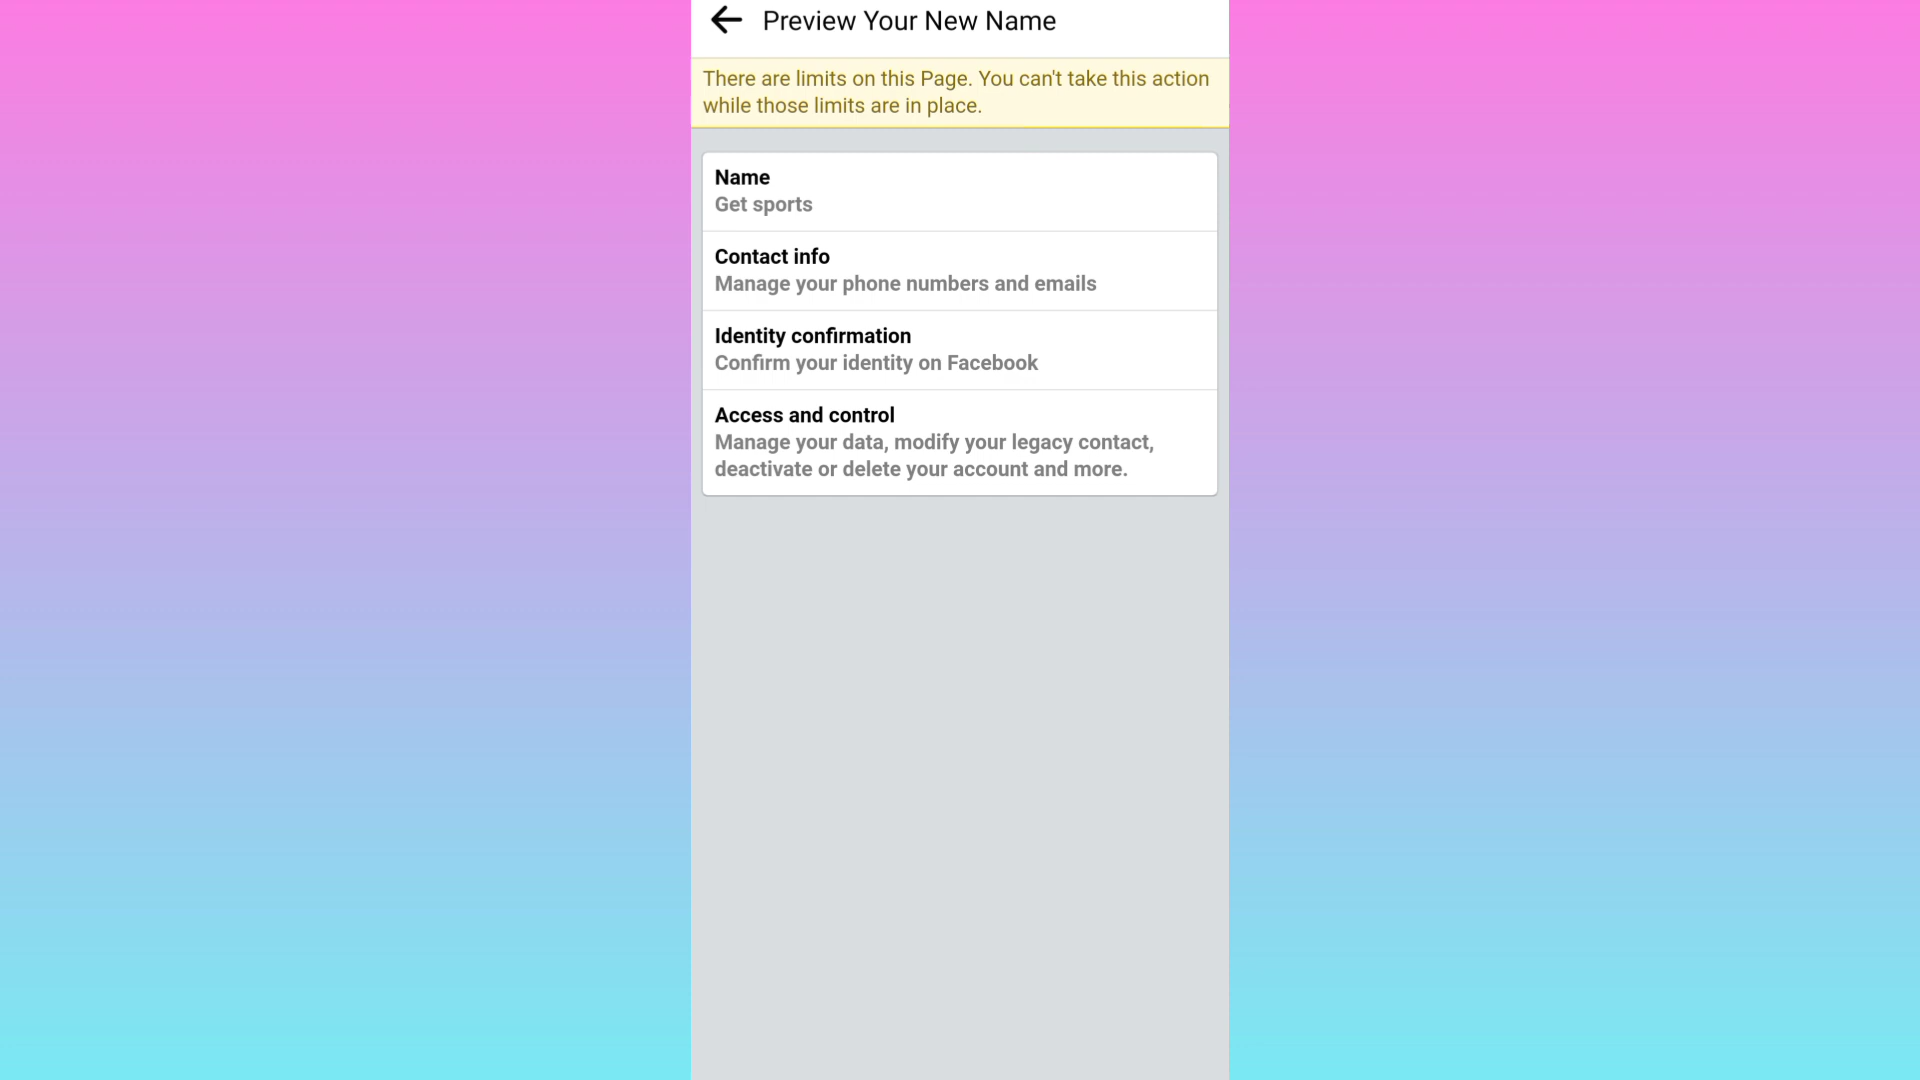 Preview Your New Name
There are limits on this Page. You can't take this action
while those limits are in place.
Name
Get sports
Contact info
Manage your phone numbers and emails
Identity confirmation
Confirm your identity on Facebook
Access and control
Manage your data, modify your legacy contact,
deactivate or delete your account and more.